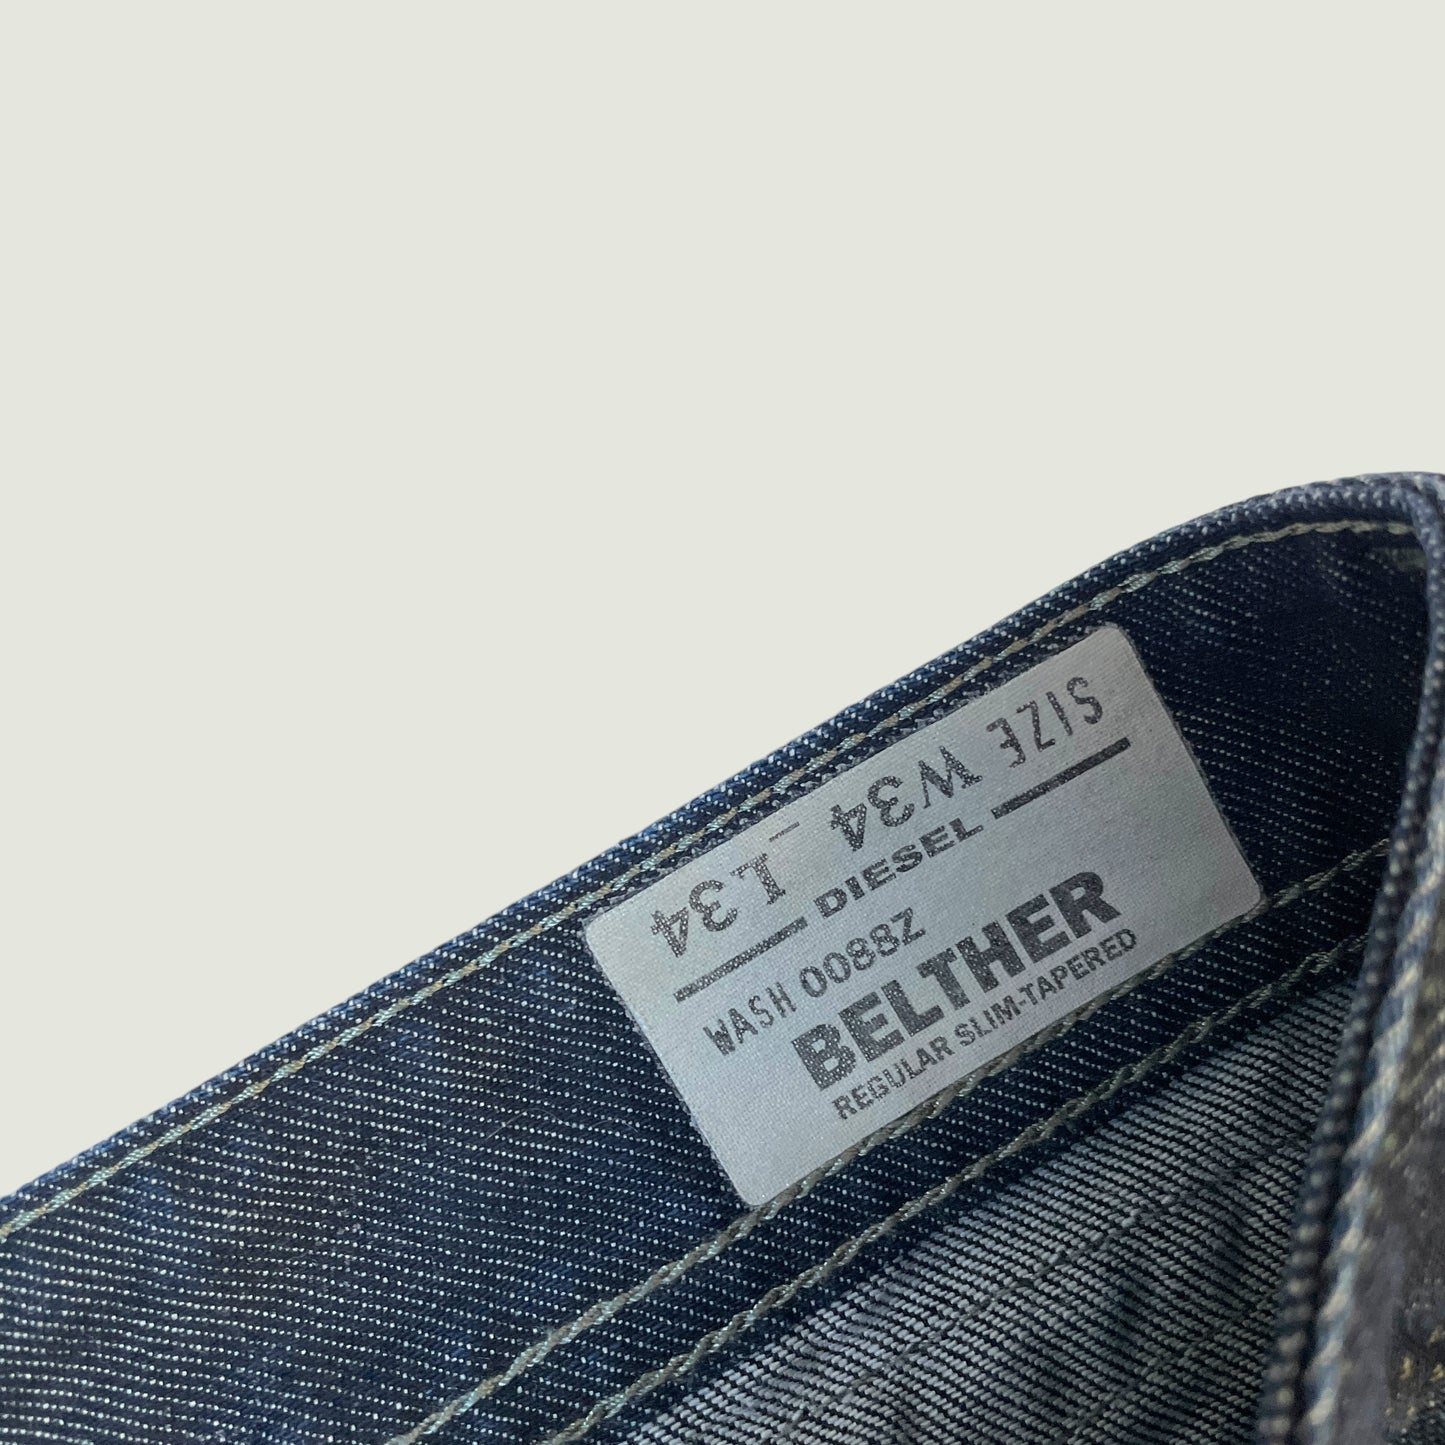 SIZE W34 - L34
DIESEL
WASH 0088Z
BELTHER
REGULAR SLIM-TAPERED